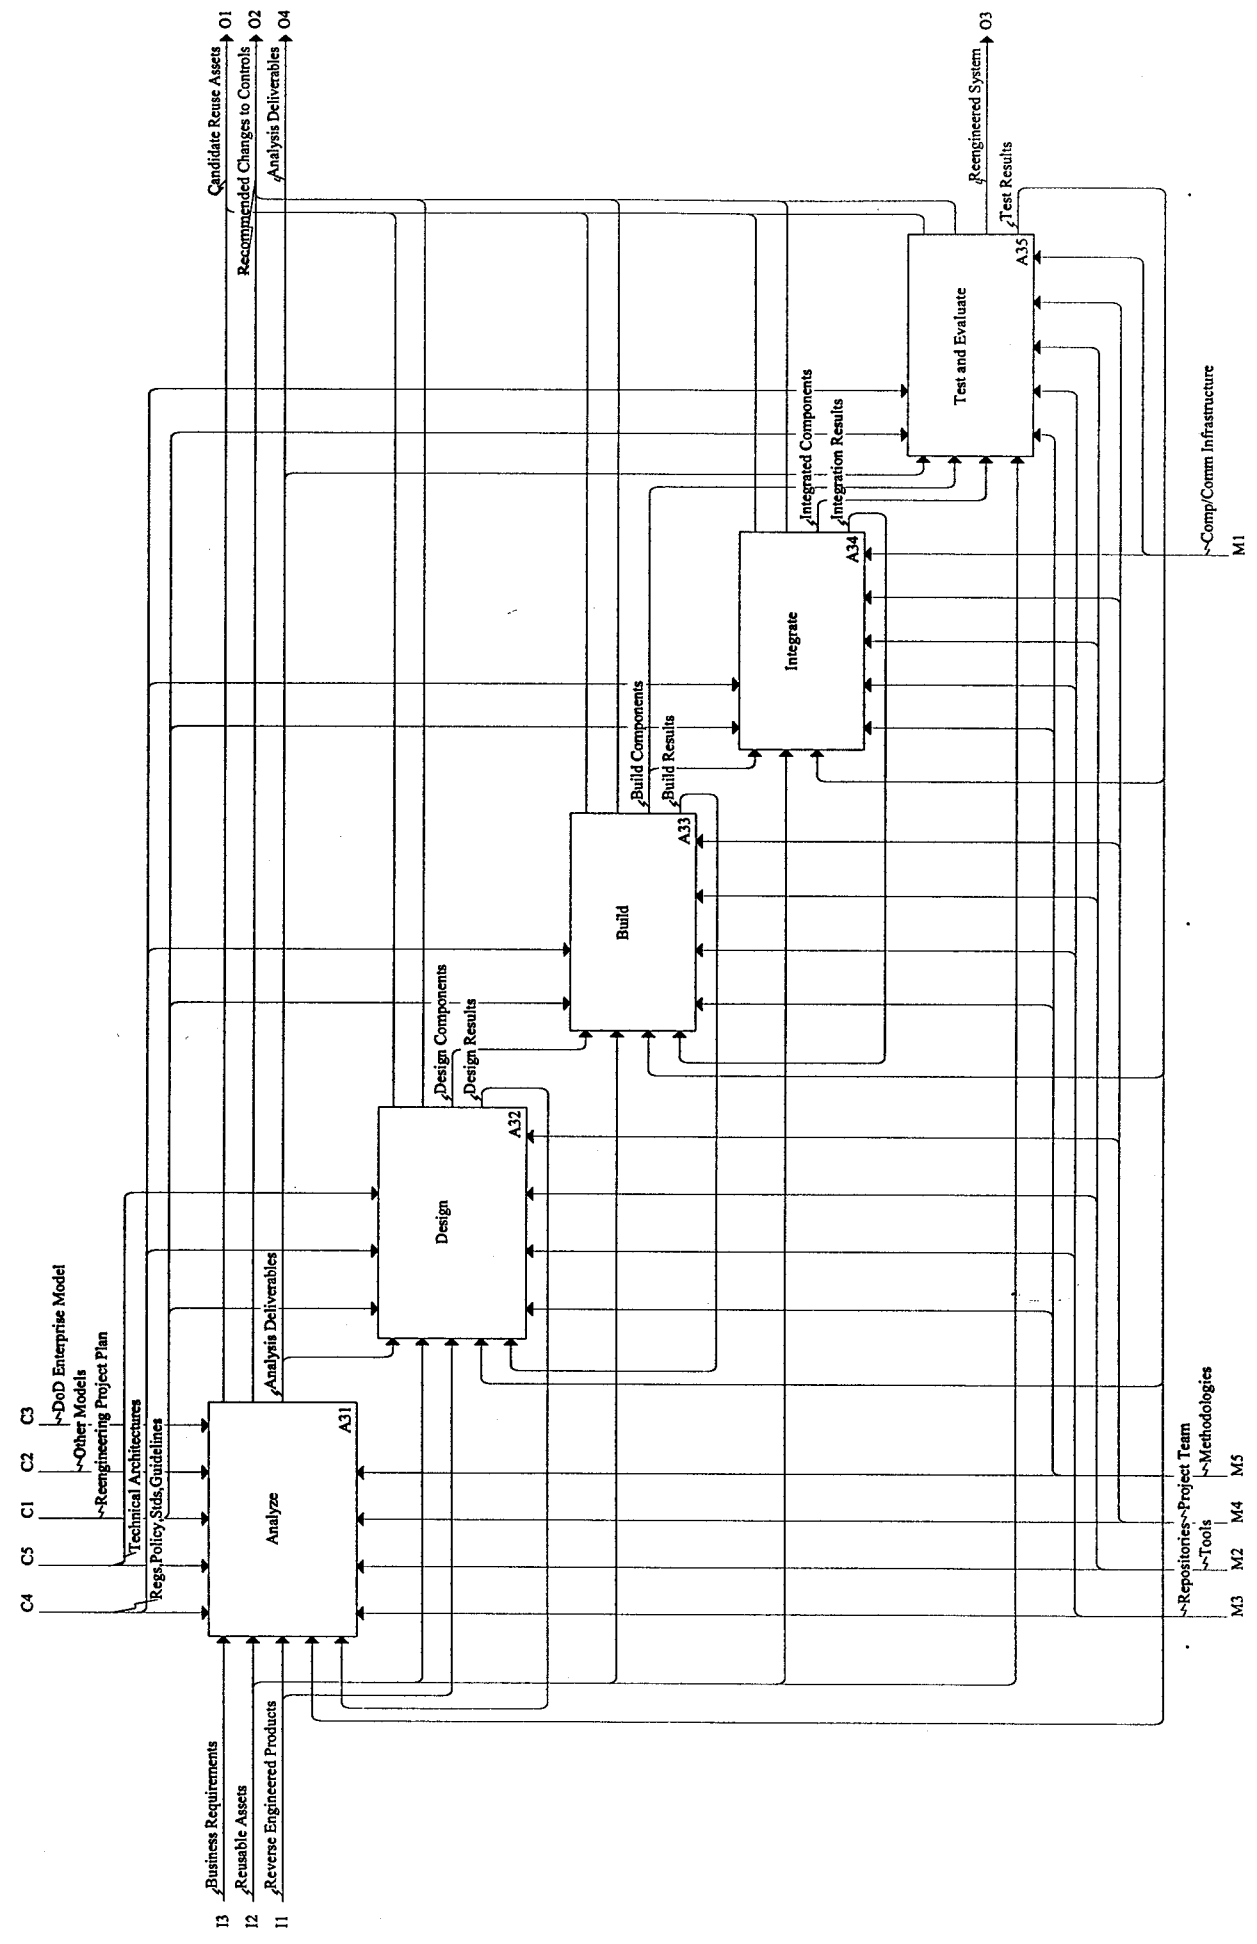 C4
C5
C1
C2
C3
DoD Enterprise Model
Other Models
Reengineering Project Plan
Technical Architectures
Regs,Policy,Stds,Guidelines
I3
Business Requirements
I2
Reusable Assets
I1
Reverse Engineered Products
Analyze
A31
Analysis Deliverables
Design
A32
Design Components
Design Results
Build
A33
Build Components
Build Results
Integrate
A34
Integrated Components
Integration Results
Test and Evaluate
A35
Candidate Reuse Assets
O1
Recommended Changes to Controls
O2
Analysis Deliverables
O4
Reengineered System
O3
Test Results
Repositories
Project Team
Tools
Methodologies
Comp/Comm Infrastructure
M3
M2
M4
M5
M1